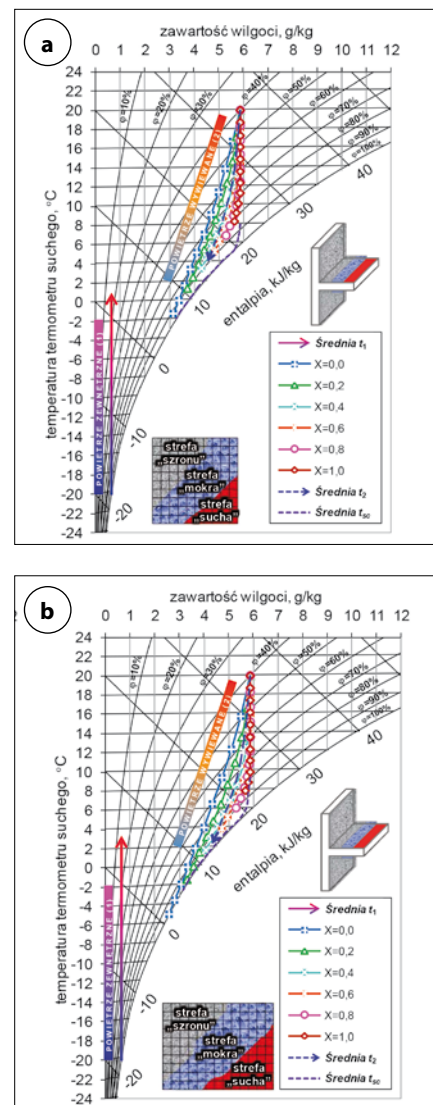 a
zawartość wilgoci, g/kg
0 1 2 3 4 5 6 7 8 9 10 11 12
24
22
20
18
16
14
12
10
8
6
4
2
0
-2
-4
-6
-8
-10
-12
-14
-16
-18
-20
-22
-24
temperatura termometru suchego, °C
φ=10%
φ=20%
φ=30%
φ=40%
φ=50%
φ=60%
φ=70%
φ=80%
φ=90%
φ=100%
40
30
20
10
0
-10
-20
entalpia, kJ/kg
POWIETRZE WYWIEWANE (2)
POWIETRZE ZEWNĘTRZNE (1)
strefa
„szronu”
strefa
„mokra”
strefa
„sucha”
Średnia t1
X=0,0
X=0,2
X=0,4
X=0,6
X=0,8
X=1,0
Średnia t2
Średnia tsc
b
zawartość wilgoci, g/kg
0 1 2 3 4 5 6 7 8 9 10 11 12
24
22
20
18
16
14
12
10
8
6
4
2
0
-2
-4
-6
-8
-10
-12
-14
-16
-18
-20
-22
-24
temperatura termometru suchego, °C
φ=10%
φ=20%
φ=30%
φ=40%
φ=50%
φ=60%
φ=70%
φ=80%
φ=90%
φ=100%
40
30
20
10
0
-10
-20
entalpia, kJ/kg
POWIETRZE WYWIEWANE (2)
POWIETRZE ZEWNĘTRZNE (1)
strefa
„szronu”
strefa
„mokra”
strefa
„sucha”
Średnia t1
X=0,0
X=0,2
X=0,4
X=0,6
X=0,8
X=1,0
Średnia t2
Średnia tsc